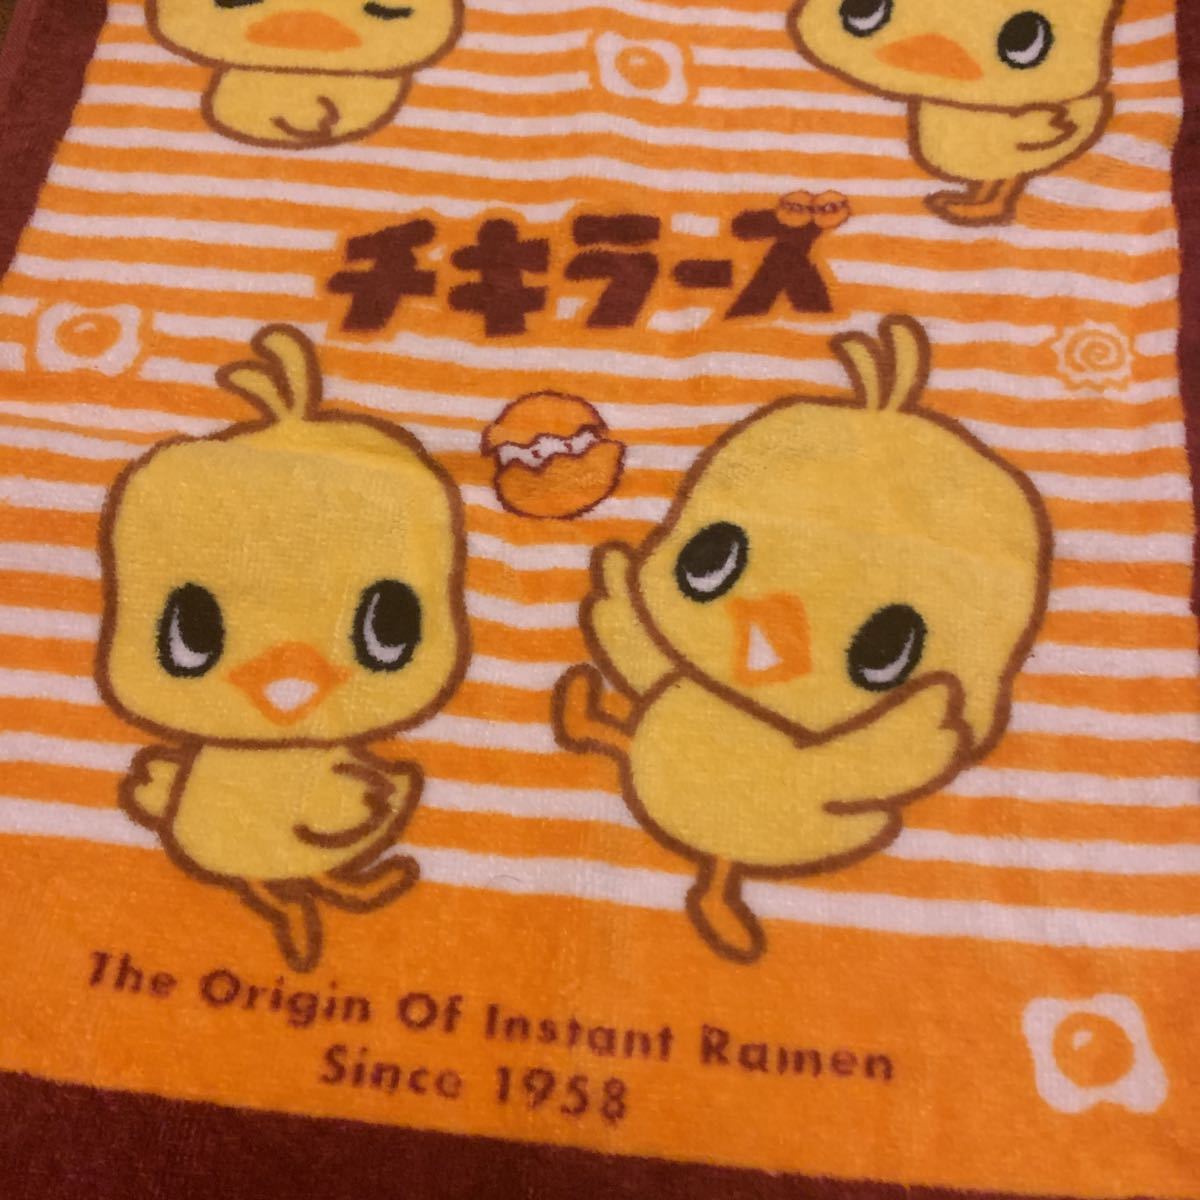 チキラーズ
The Origin Of Instant Ramen
Since 1958